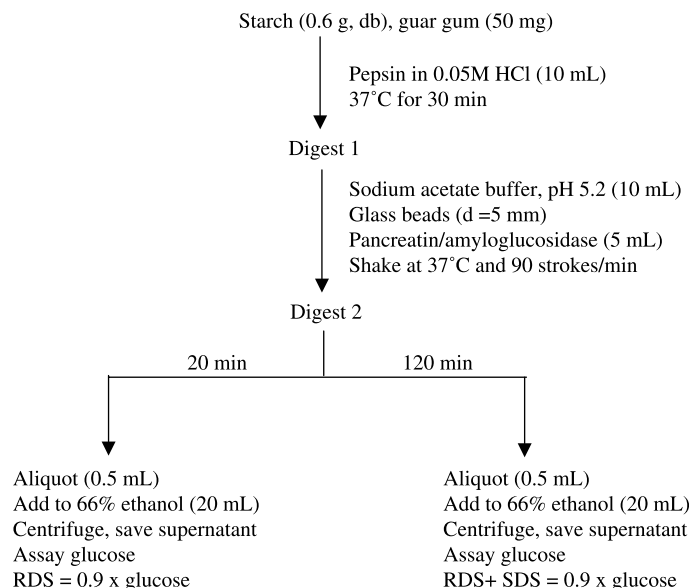 Starch (0.6 g, db), guar gum (50 mg)
Pepsin in 0.05M HCl (10 mL)
37˚C for 30 min
Digest 1
Sodium acetate buffer, pH 5.2 (10 mL)
Glass beads (d =5 mm)
Pancreatin/amyloglucosidase (5 mL)
Shake at 37˚C and 90 strokes/min
Digest 2
20 min
120 min
Aliquot (0.5 mL)
Add to 66% ethanol (20 mL)
Centrifuge, save supernatant
Assay glucose
RDS = 0.9 x glucose
Aliquot (0.5 mL)
Add to 66% ethanol (20 mL)
Centrifuge, save supernatant
Assay glucose
RDS+ SDS = 0.9 x glucose